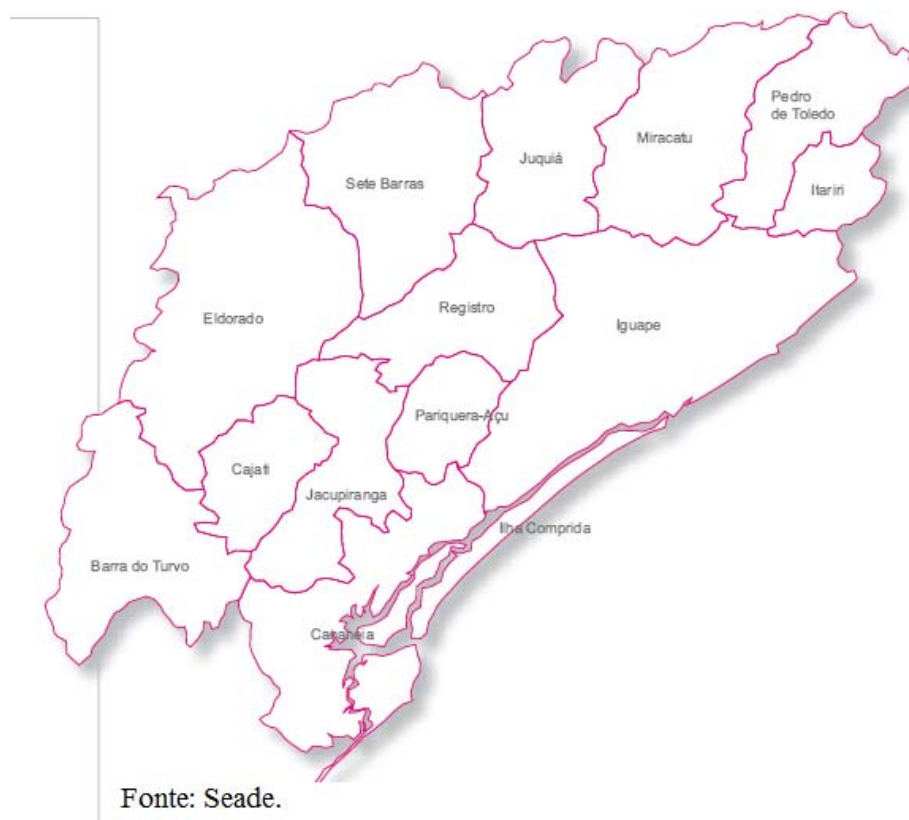 Pedro
de Toledo
Miracatu
Juquiá
Sete Barras
Itariri
Registro
Eldorado
Iguape
Pariquera-Açu
Cajati
Jacupiranga
Ilha Comprida
Barra do Turvo
Cananéia
Fonte: Seade.